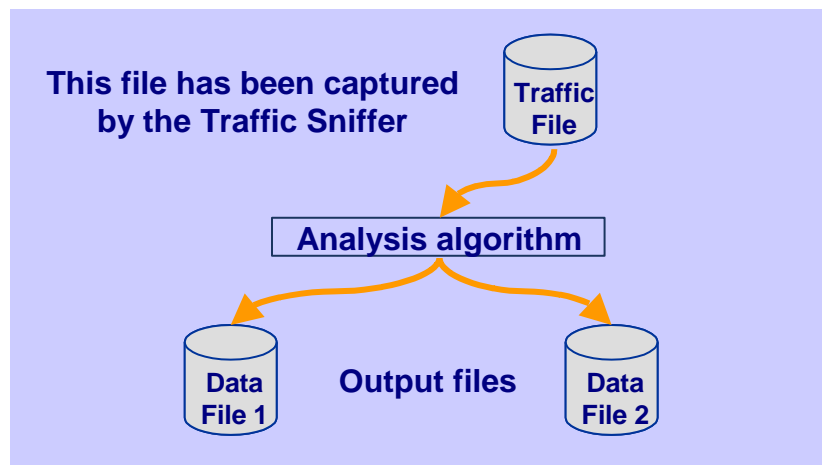 This file has been captured
by the Traffic Sniffer
Traffic
File
Analysis algorithm
Data
File 1
Output files
Data
File 2